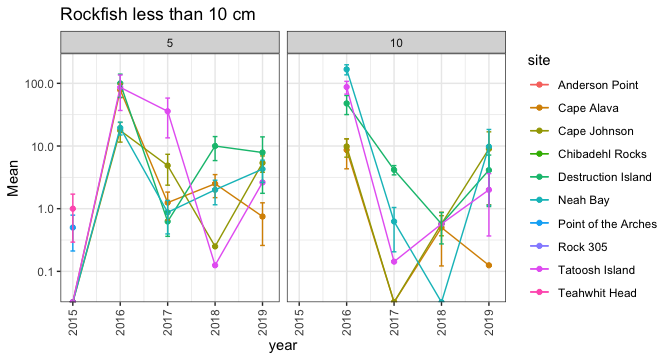 Rockfish less than 10 cm
5
10
Mean
100.0
10.0
1.0
0.1
2015
2016
2017
2018
2019
2015
2016
2017
2018
2019
year
site
Anderson Point
Cape Alava
Cape Johnson
Chibadehl Rocks
Destruction Island
Neah Bay
Point of the Arches
Rock 305
Tatoosh Island
Teahwhit Head